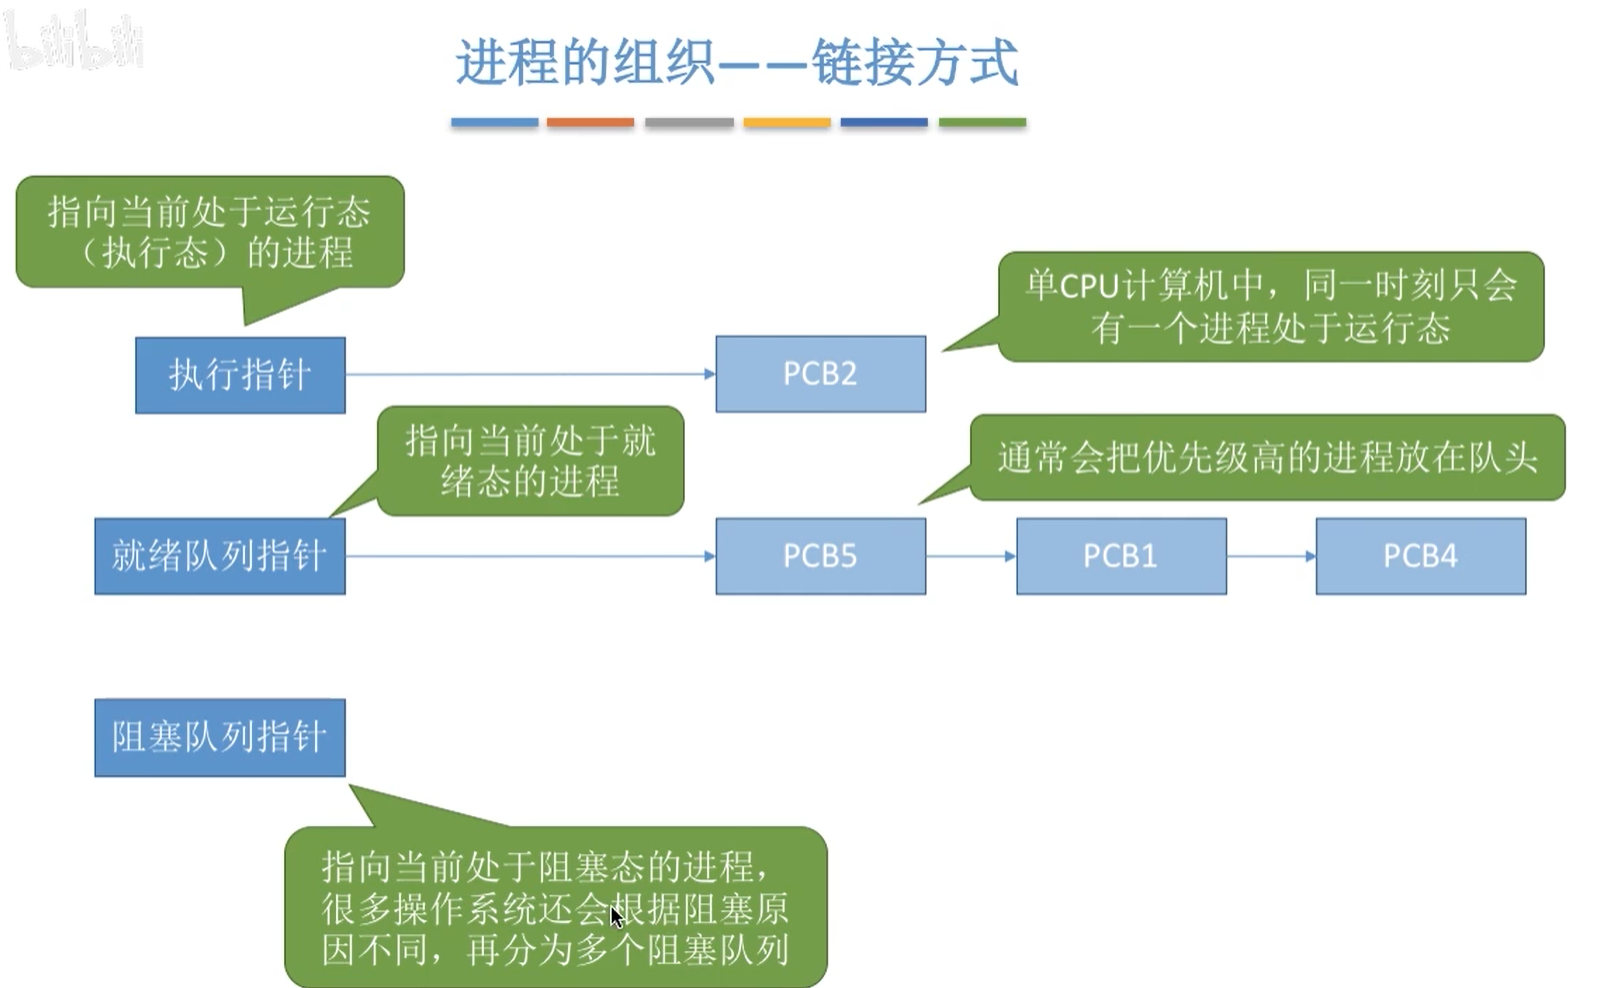 bilibili
进程的组织——链接方式
指向当前处于运行态
（执行态）的进程
单CPU计算机中，同一时刻只会
有一个进程处于运行态
执行指针
PCB2
指向当前处于就
绪态的进程
通常会把优先级高的进程放在队头
就绪队列指针
PCB5
PCB1
PCB4
阻塞队列指针
指向当前处于阻塞态的进程，
很多操作系统还会根据阻塞原
因不同，再分为多个阻塞队列